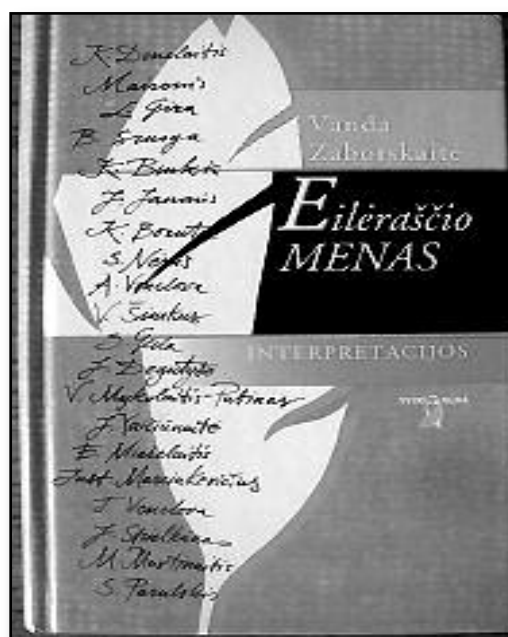 K. Donelaitis
Maironis
L. Gira
B. Sruoga
K. Binkis
J. Janonis
K. Boruta
S. Nėris
A. Venclova
V. Šimkus
S. Geda
J. Degutytė
V. Mykolaitis-Putinas
J. Vaičiūnaitė
E. Mieželaitis
Just. Marcinkevičius
T. Venclova
J. Strielkūnas
M. Martinaitis
S. Parulskis
Vanda
Zaborskaitė
Eilėraščio
MENAS
INTERPRETACIJOS